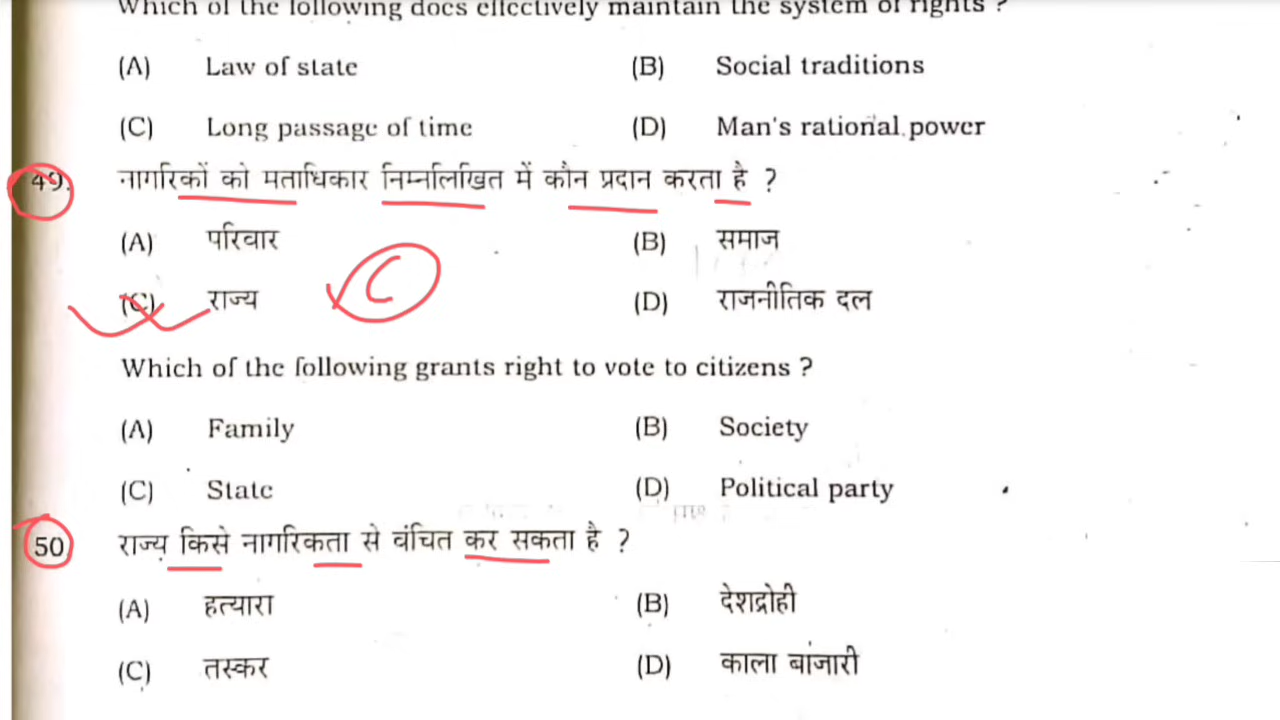 Which of the following does effectively maintain the system of rights ?
(A) Law of state (B) Social traditions
(C) Long passage of time (D) Man's rational power
49. नागरिकों को मताधिकार निम्नलिखित में कौन प्रदान करता है ?
(A) परिवार (B) समाज
(C) राज्य C (D) राजनीतिक दल
Which of the following grants right to vote to citizens ?
(A) Family (B) Society
(C) State (D) Political party
50 राज्य किसे नागरिकता से वंचित कर सकता है ?
(A) हत्यारा (B) देशद्रोही
(C) तस्कर (D) काला बाजारी